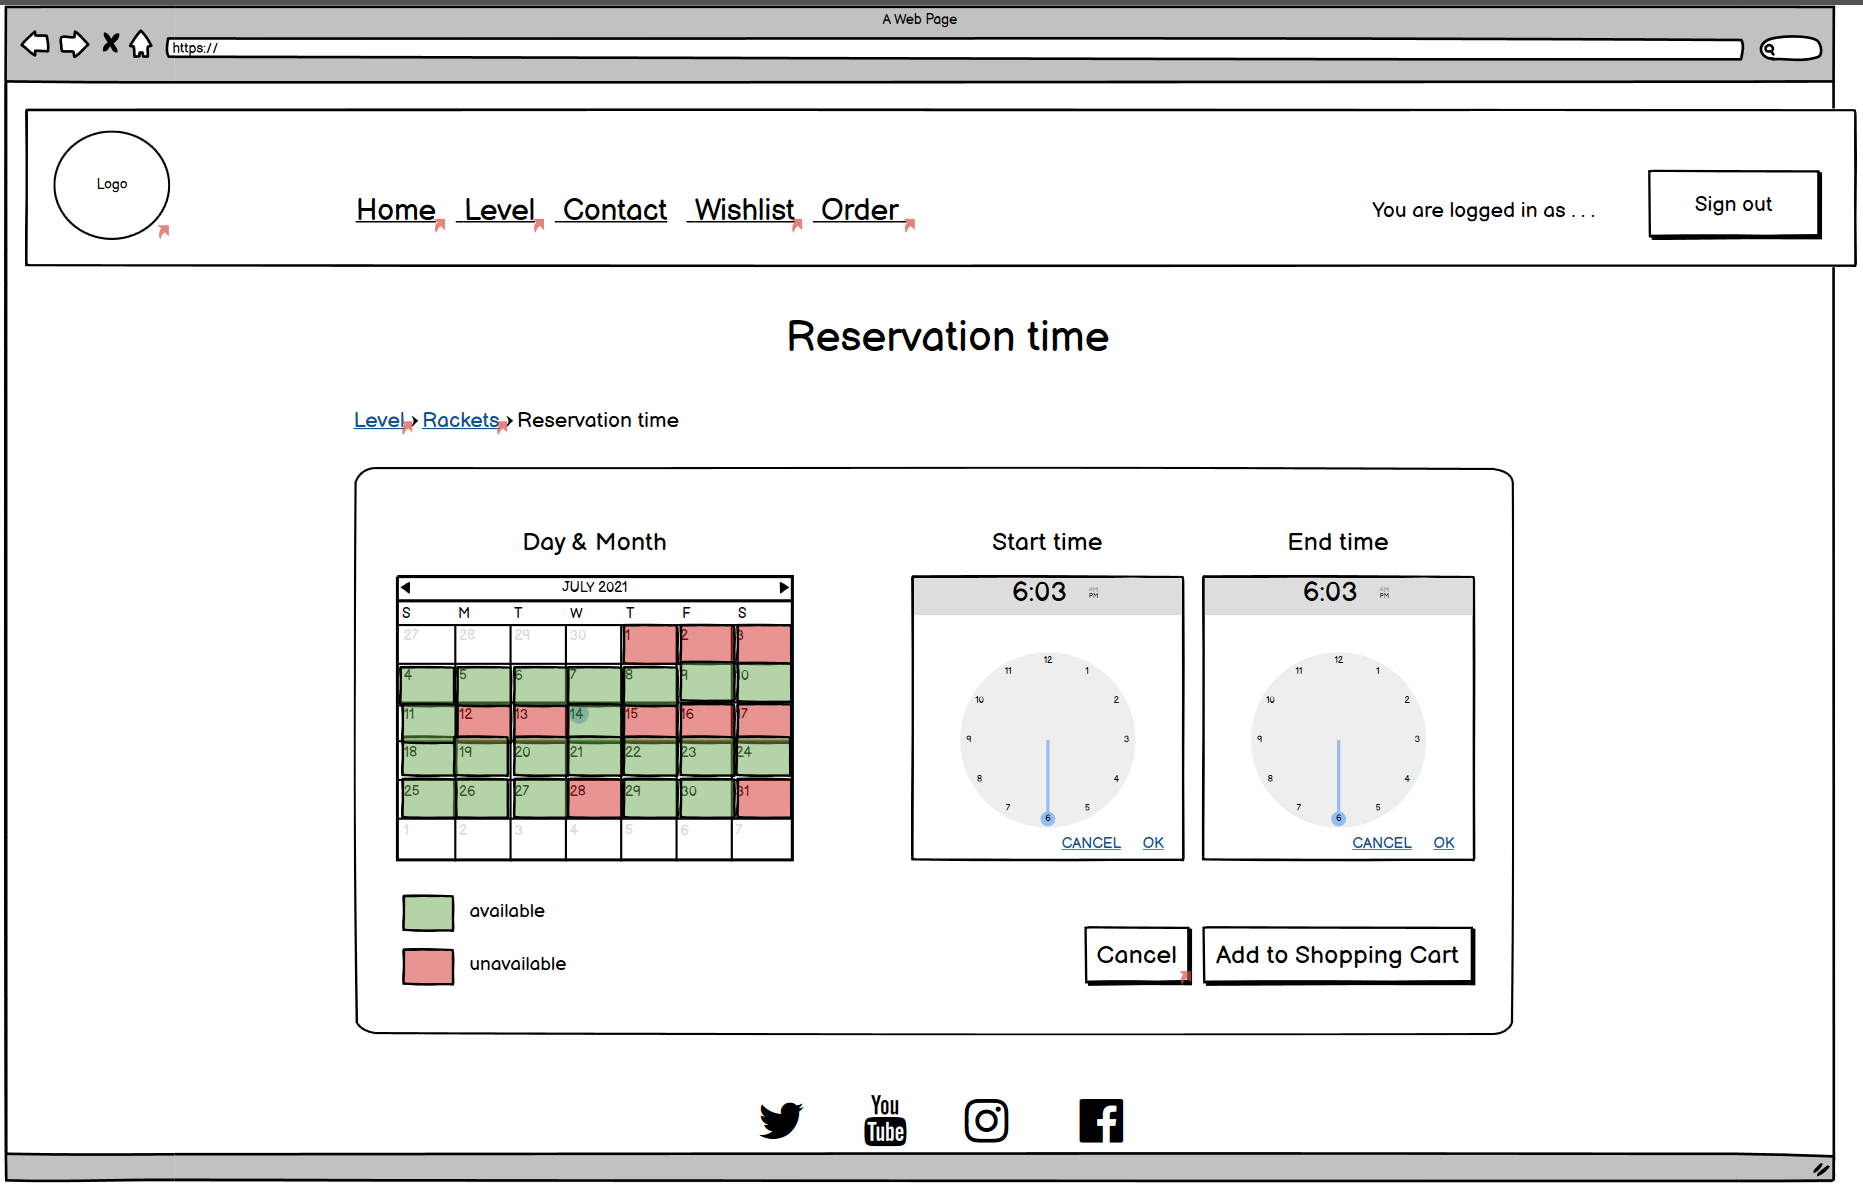 A Web Page
https://
Logo
Home Level Contact Wishlist Order
You are logged in as . . .
Sign out
Reservation time
Level > Rackets > Reservation time
Day & Month
JULY 2021
S M T W T F S
27 28 29 30 1 2 3
4 5 6 7 8 9 10
11 12 13 14 15 16 17
18 19 20 21 22 23 24
25 26 27 28 29 30 31
1 2 3 4 5 6 7
available
unavailable
Start time
6:03 AM
PM
12
11 1
10 2
9 3
8 4
7 5
6
CANCEL OK
End time
6:03 AM
PM
12
11 1
10 2
9 3
8 4
7 5
6
CANCEL OK
Cancel
Add to Shopping Cart
You
Tube